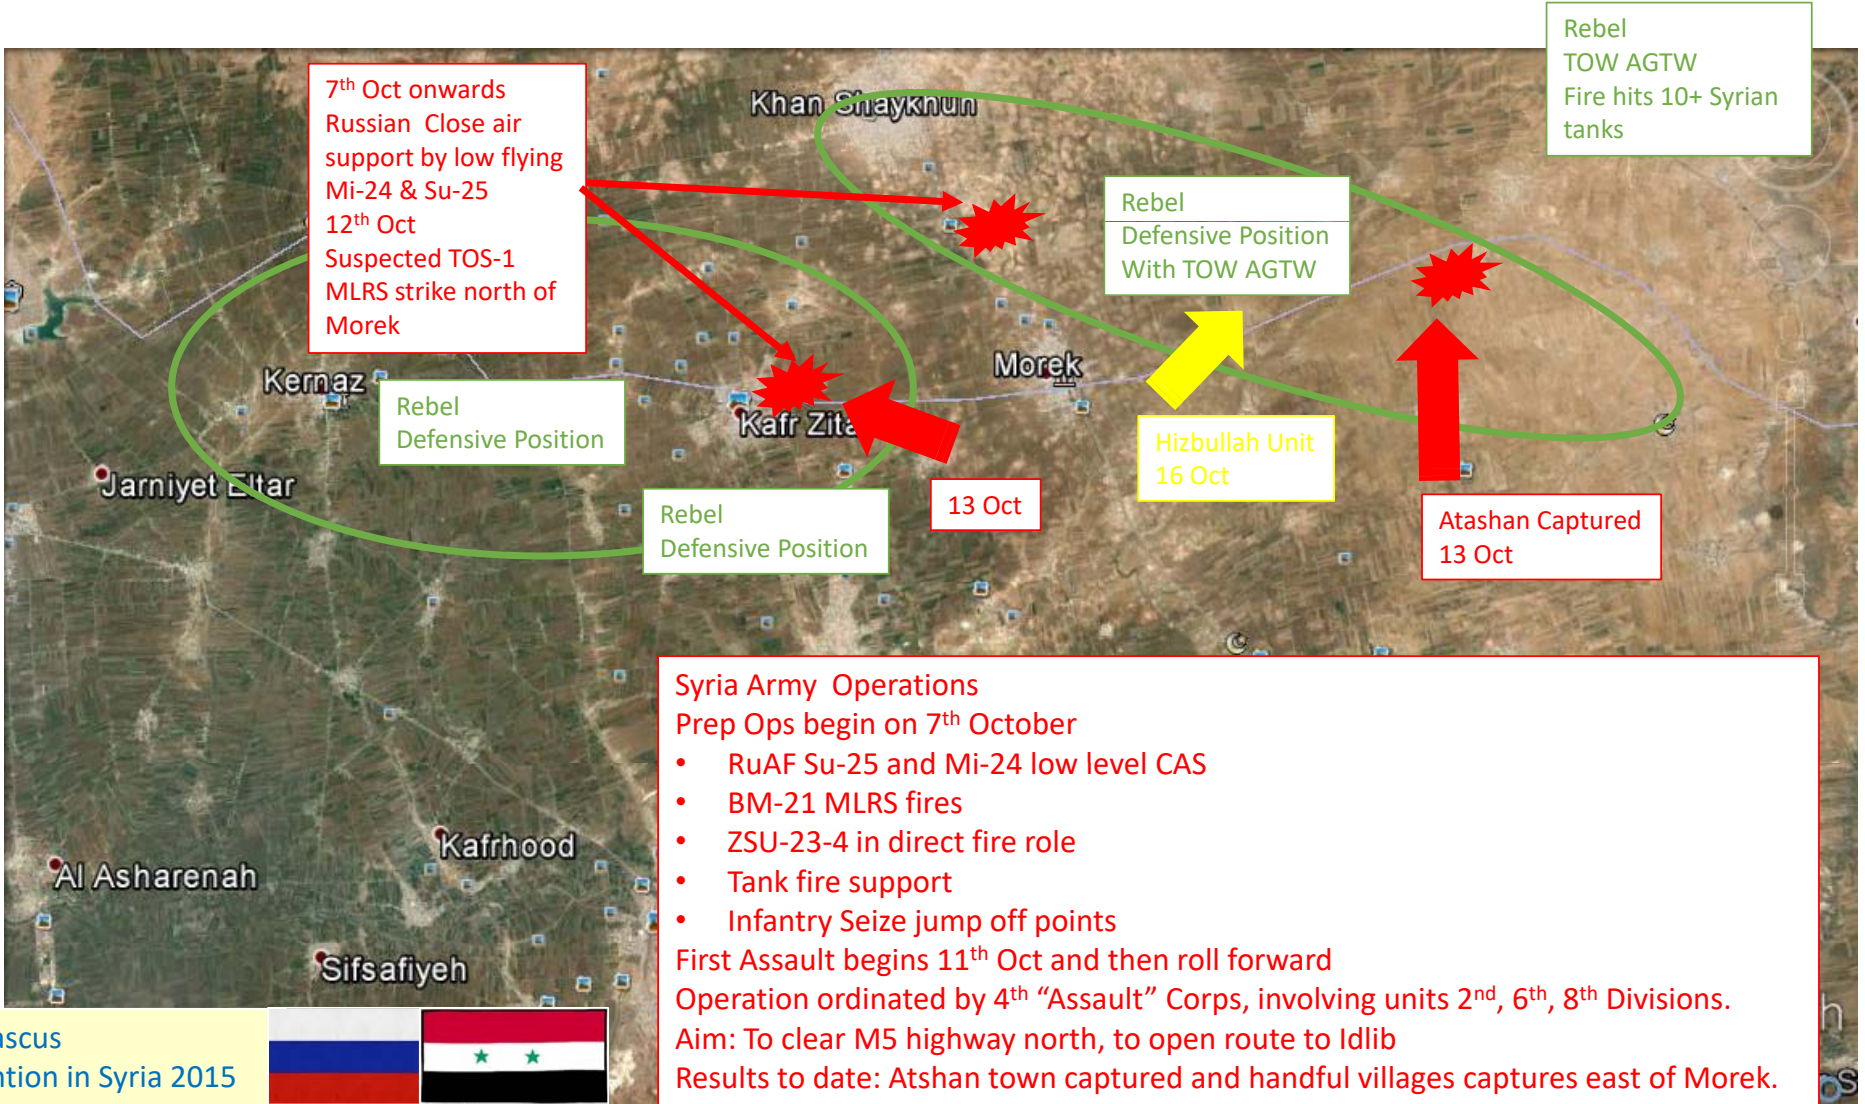 Rebel
TOW AGTW
Fire hits 10+ Syrian
tanks
7th Oct onwards
Russian Close air
support by low flying
Mi-24 & Su-25
12th Oct
Suspected TOS-1
MLRS strike north of
Morek
Khan Shaykhun
Rebel
Defensive Position
With TOW AGTW
Kernaz
Morek
Rebel
Defensive Position
Kafr Zita
Hizbullah Unit
16 Oct
Jarniyet Eltar
13 Oct
Rebel
Defensive Position
Atashan Captured
13 Oct
Syria Army Operations
Prep Ops begin on 7th October
• RuAF Su-25 and Mi-24 low level CAS
• BM-21 MLRS fires
• ZSU-23-4 in direct fire role
• Tank fire support
• Infantry Seize jump off points
First Assault begins 11th Oct and then roll forward
Operation ordinated by 4th “Assault” Corps, involving units 2nd, 6th, 8th Divisions.
Aim: To clear M5 highway north, to open route to Idlib
Results to date: Atshan town captured and handful villages captures east of Morek.
Kafrhood
Al Asharenah
Sifsafiyeh
ascus
ntion in Syria 2015